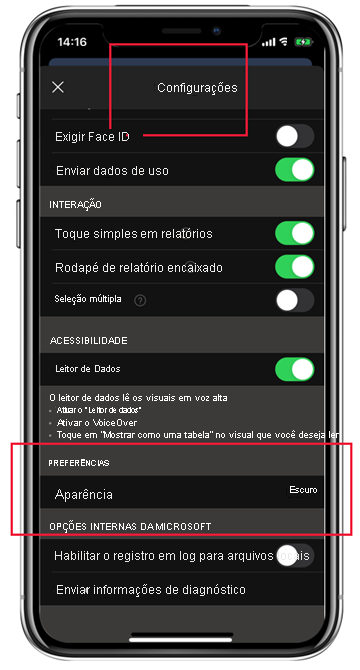 14:16
Configurações
Exigir Face ID
Enviar dados de uso
INTERAÇÃO
Toque simples em relatórios
Rodapé de relatório encaixado
Seleção múltipla ?
ACESSIBILIDADE
Leitor de Dados
O leitor de dados lê os visuais em voz alta
• Ativar o "Leitor de dados"
• Ativar o VoiceOver
• Toque em "Mostrar como uma tabela" no visual que você deseja ler
PREFERÊNCIAS
Aparência Escuro
OPÇÕES INTERNAS DA MICROSOFT
Habilitar o registro em log para arquivos locais
Enviar informações de diagnóstico